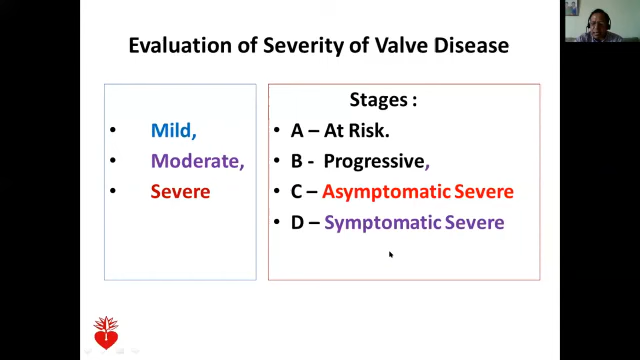 Evaluation of Severity of Valve Disease
• Mild,
• Moderate,
• Severe
Stages :
• A – At Risk.
• B - Progressive,
• C – Asymptomatic Severe
• D – Symptomatic Severe